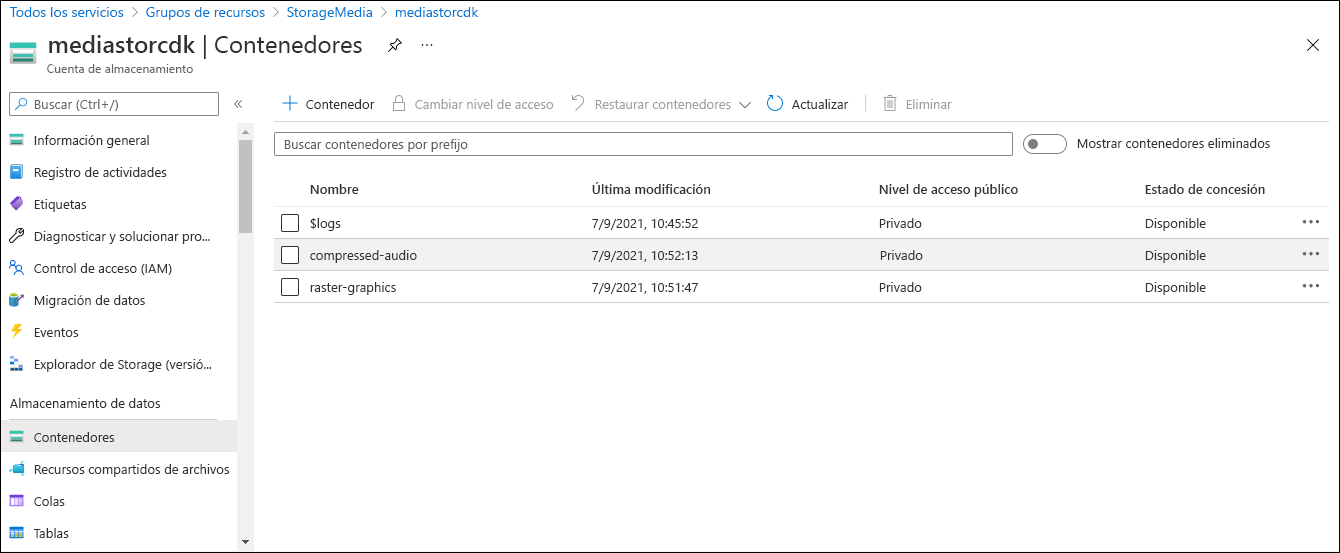 Todos los servicios > Grupos de recursos > StorageMedia > mediastorcdk
mediastorcdk | Contenedores ...
Cuenta de almacenamiento
Buscar (Ctrl+/)
Información general
Registro de actividades
Etiquetas
Diagnosticar y solucionar pro...
Control de acceso (IAM)
Migración de datos
Eventos
Explorador de Storage (versió...
Almacenamiento de datos
Contenedores
Recursos compartidos de archivos
Colas
Tablas
Contenedor Cambiar nivel de acceso Restaurar contenedores Actualizar Eliminar
Buscar contenedores por prefijo Mostrar contenedores eliminados
Nombre Última modificación Nivel de acceso público Estado de concesión
$logs 7/9/2021, 10:45:52 Privado Disponible ...
compressed-audio 7/9/2021, 10:52:13 Privado Disponible ...
raster-graphics 7/9/2021, 10:51:47 Privado Disponible ...